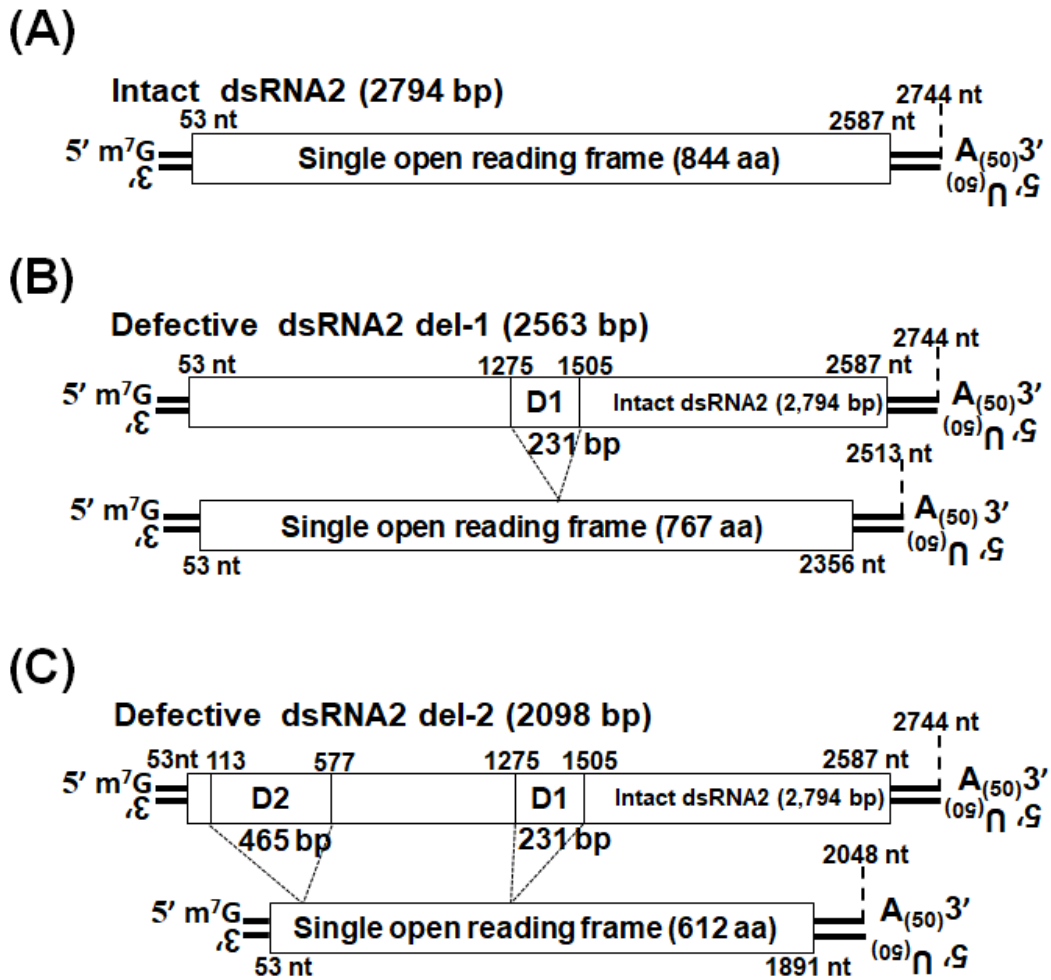 (A)
Intact dsRNA2 (2794 bp)
2744 nt
53 nt
2587 nt
5’ m⁷G
3’
Single open reading frame (844 aa)
A(50)3’
5’ U(50)
(B)
Defective dsRNA2 del-1 (2563 bp)
2744 nt
53 nt
1275
1505
2587 nt
5’ m⁷G
3’
D1
Intact dsRNA2 (2,794 bp)
A(50)3’
5’ U(50)
231 bp
2513 nt
5’ m⁷G
3’
Single open reading frame (767 aa)
A(50) 3’
5’ U(50)
53 nt
2356 nt
(C)
Defective dsRNA2 del-2 (2098 bp)
2744 nt
53nt
113
577
1275
1505
2587 nt
5’ m⁷G
3’
D2
D1
Intact dsRNA2 (2,794 bp)
A(50)3’
5’ U(50)
465 bp
231 bp
2048 nt
5’ m⁷G
3’
Single open reading frame (612 aa)
A(50)3’
5’ U(50)
53 nt
1891 nt